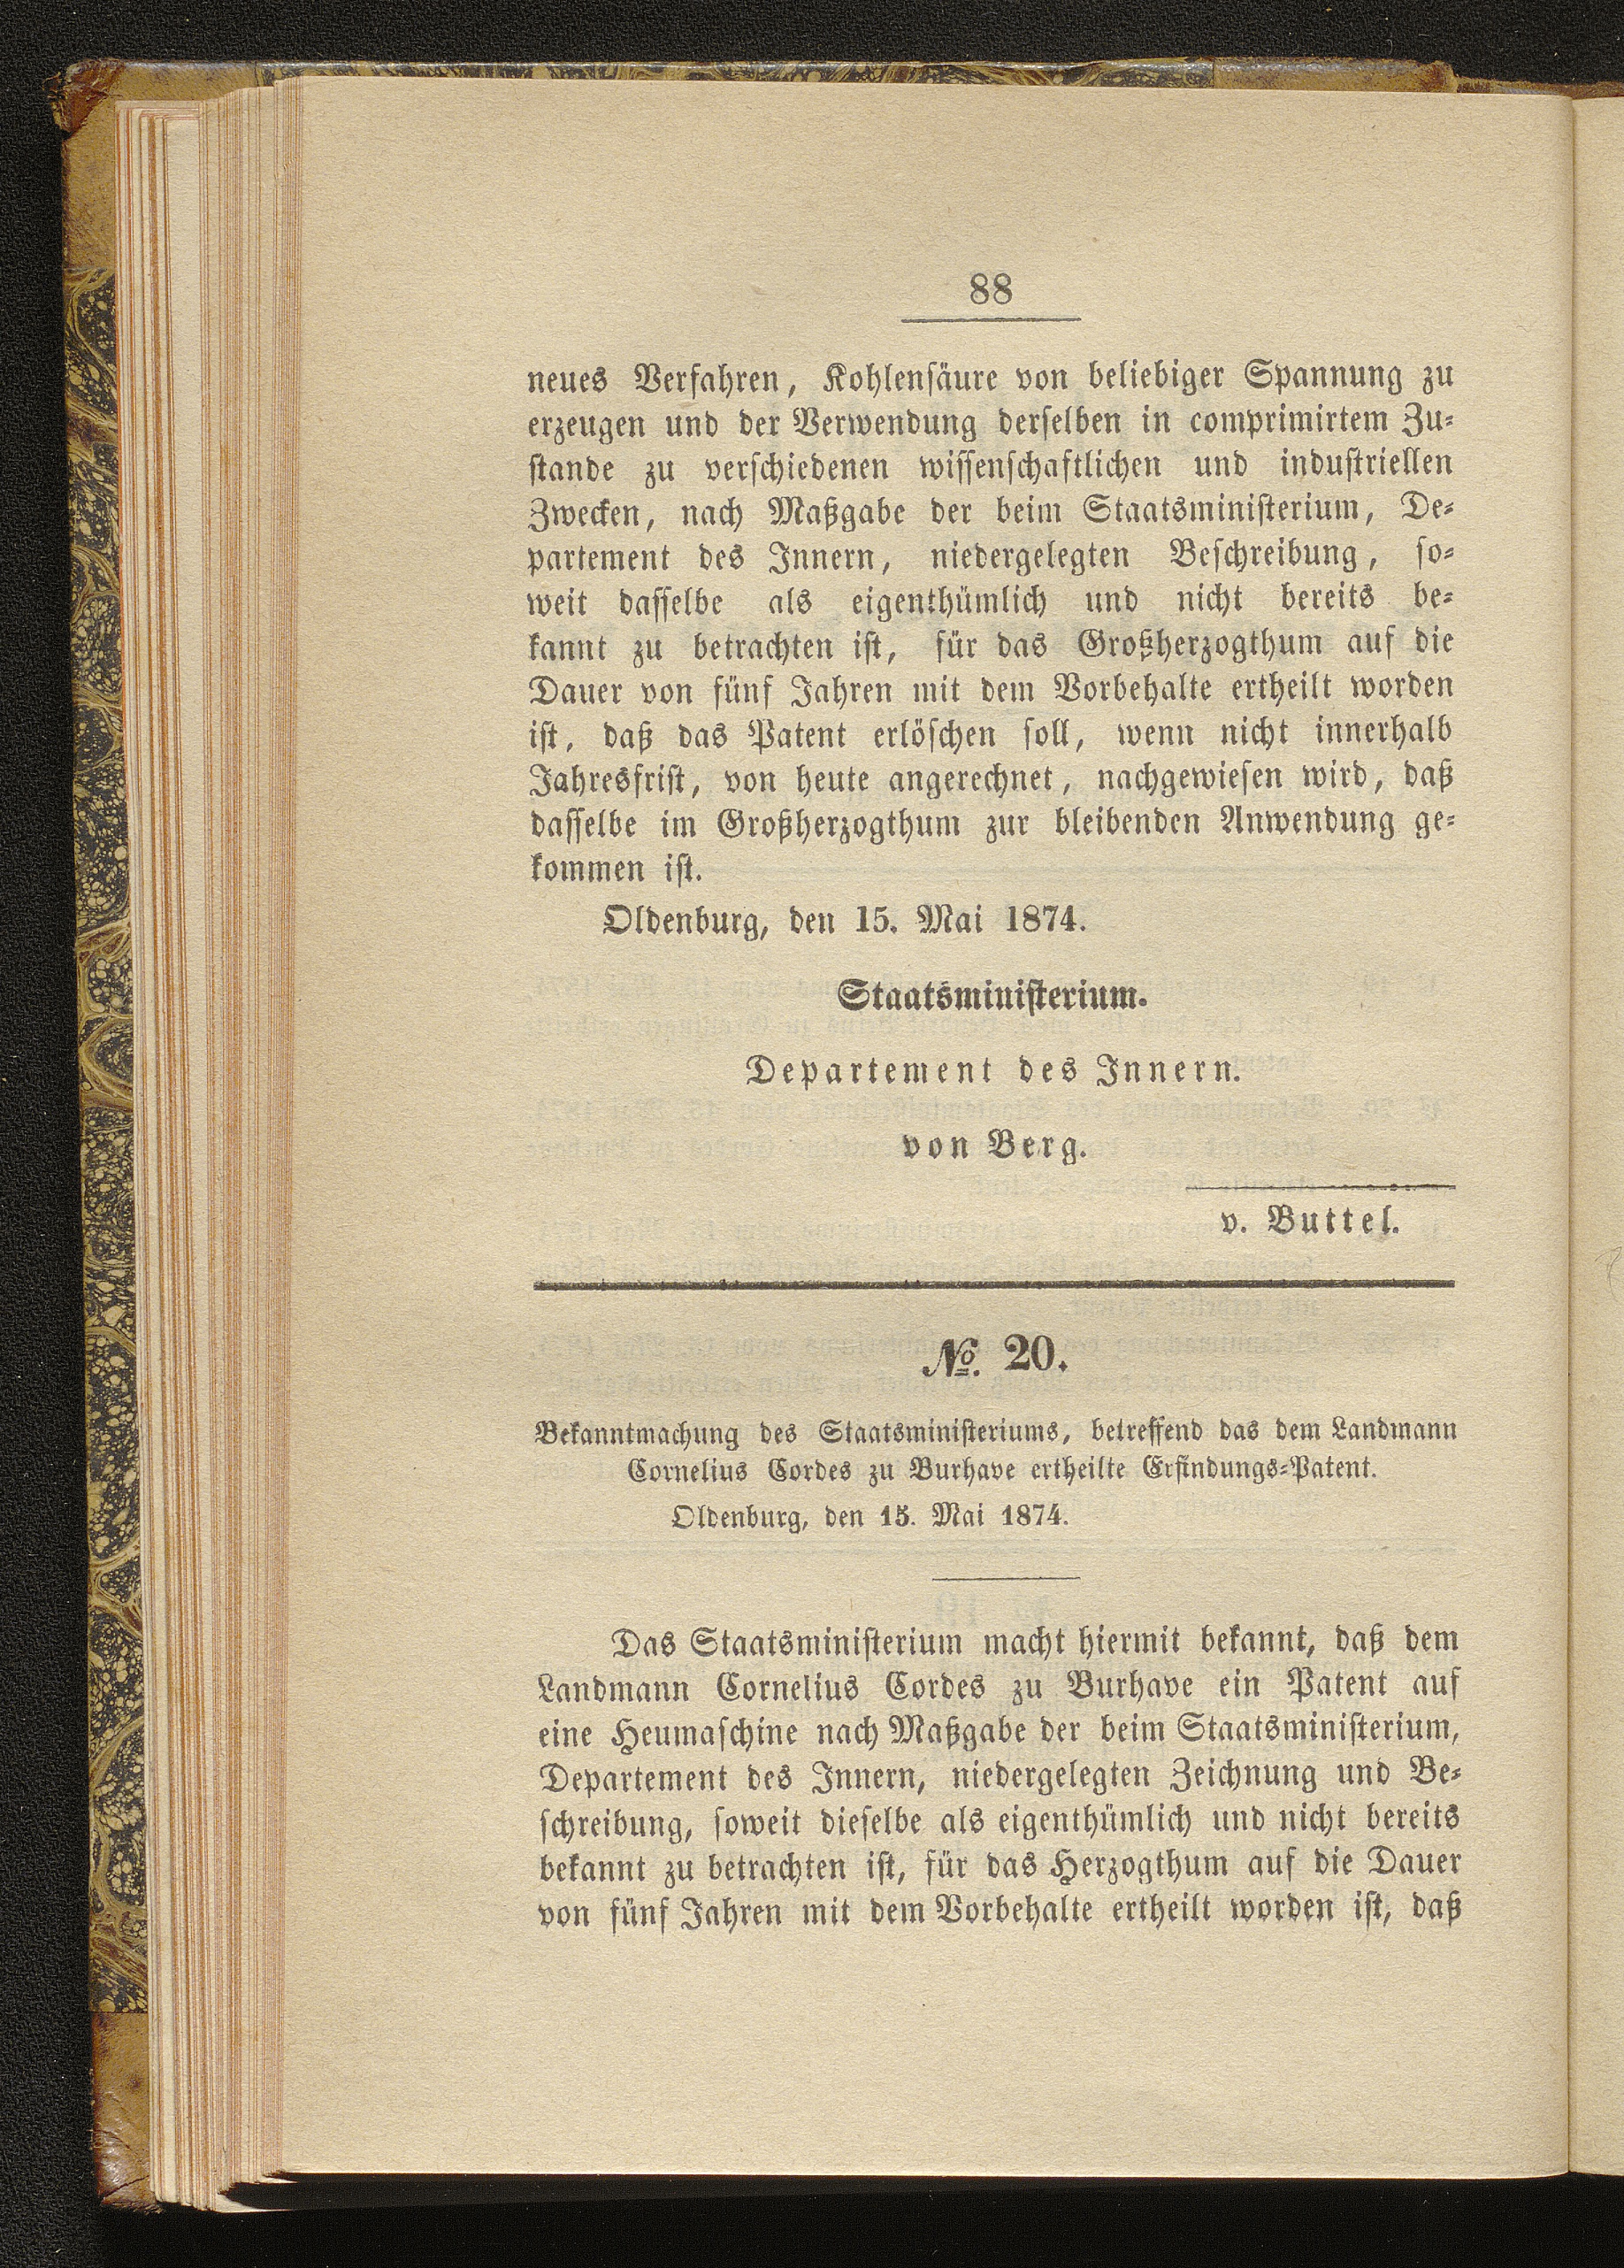 88
neues Verfahren, Kohlensäure von beliebiger Spannung zu
erzeugen und der Verwendung derselben in comprimirtem Zu-
stande zu verschiedenen wissenschaftlichen und industriellen
Zwecken, nach Maßgabe der beim Staatsministerium, De-
partement des Innern, niedergelegten Beschreibung, so-
weit dasselbe als eigenthümlich und nicht bereits be-
kannt zu betrachten ist, für das Großherzogthum auf die
Dauer von fünf Jahren mit dem Vorbehalte ertheilt worden
ist, daß das Patent erlöschen soll, wenn nicht innerhalb
Jahresfrist, von heute angerechnet, nachgewiesen wird, daß
dasselbe im Großherzogthum zur bleibenden Anwendung ge-
kommen ist.
Oldenburg, den 15. Mai 1874.
Staatsministerium.
Departement des Innern.
von Berg.
v. Buttel.
№. 20.
Bekanntmachung des Staatsministeriums, betreffend das dem Landmann
Cornelius Cordes zu Burhave ertheilte Erfindungs-Patent.
Oldenburg, den 15. Mai 1874.
Das Staatsministerium macht hiermit bekannt, daß dem
Landmann Cornelius Cordes zu Burhave ein Patent auf
eine Heumaschine nach Maßgabe der beim Staatsministerium,
Departement des Innern, niedergelegten Zeichnung und Be-
schreibung, soweit dieselbe als eigenthümlich und nicht bereits
bekannt zu betrachten ist, für das Herzogthum auf die Dauer
von fünf Jahren mit dem Vorbehalte ertheilt worden ist, daß